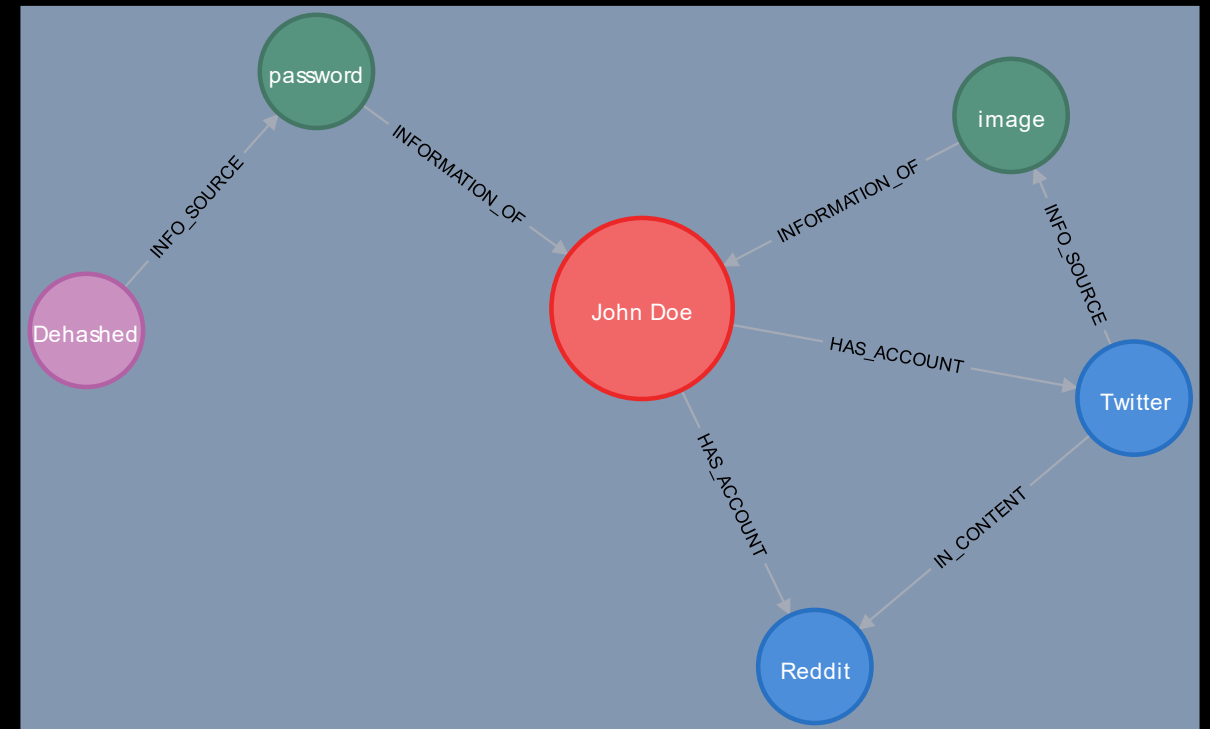 password
image
INFORMATION_OF
INFO_SOURCE
INFORMATION_OF
INFO_SOURCE
John Doe
Dehashed
HAS_ACCOUNT
Twitter
HAS_ACCOUNT
IN_CONTENT
Reddit